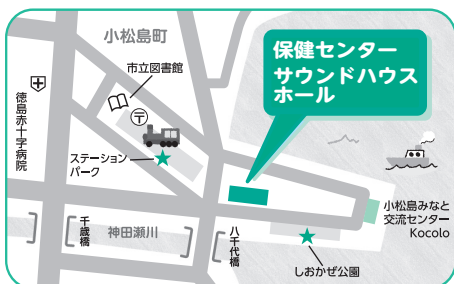 小松島町
市立図書館
保健センター
サウンドハウス
ホール
徳島赤十字病院
〒
ステーション
パーク
千歳橋
神田瀬川
八千代橋
しおかぜ公園
小松島みなと
交流センター
Kocolo